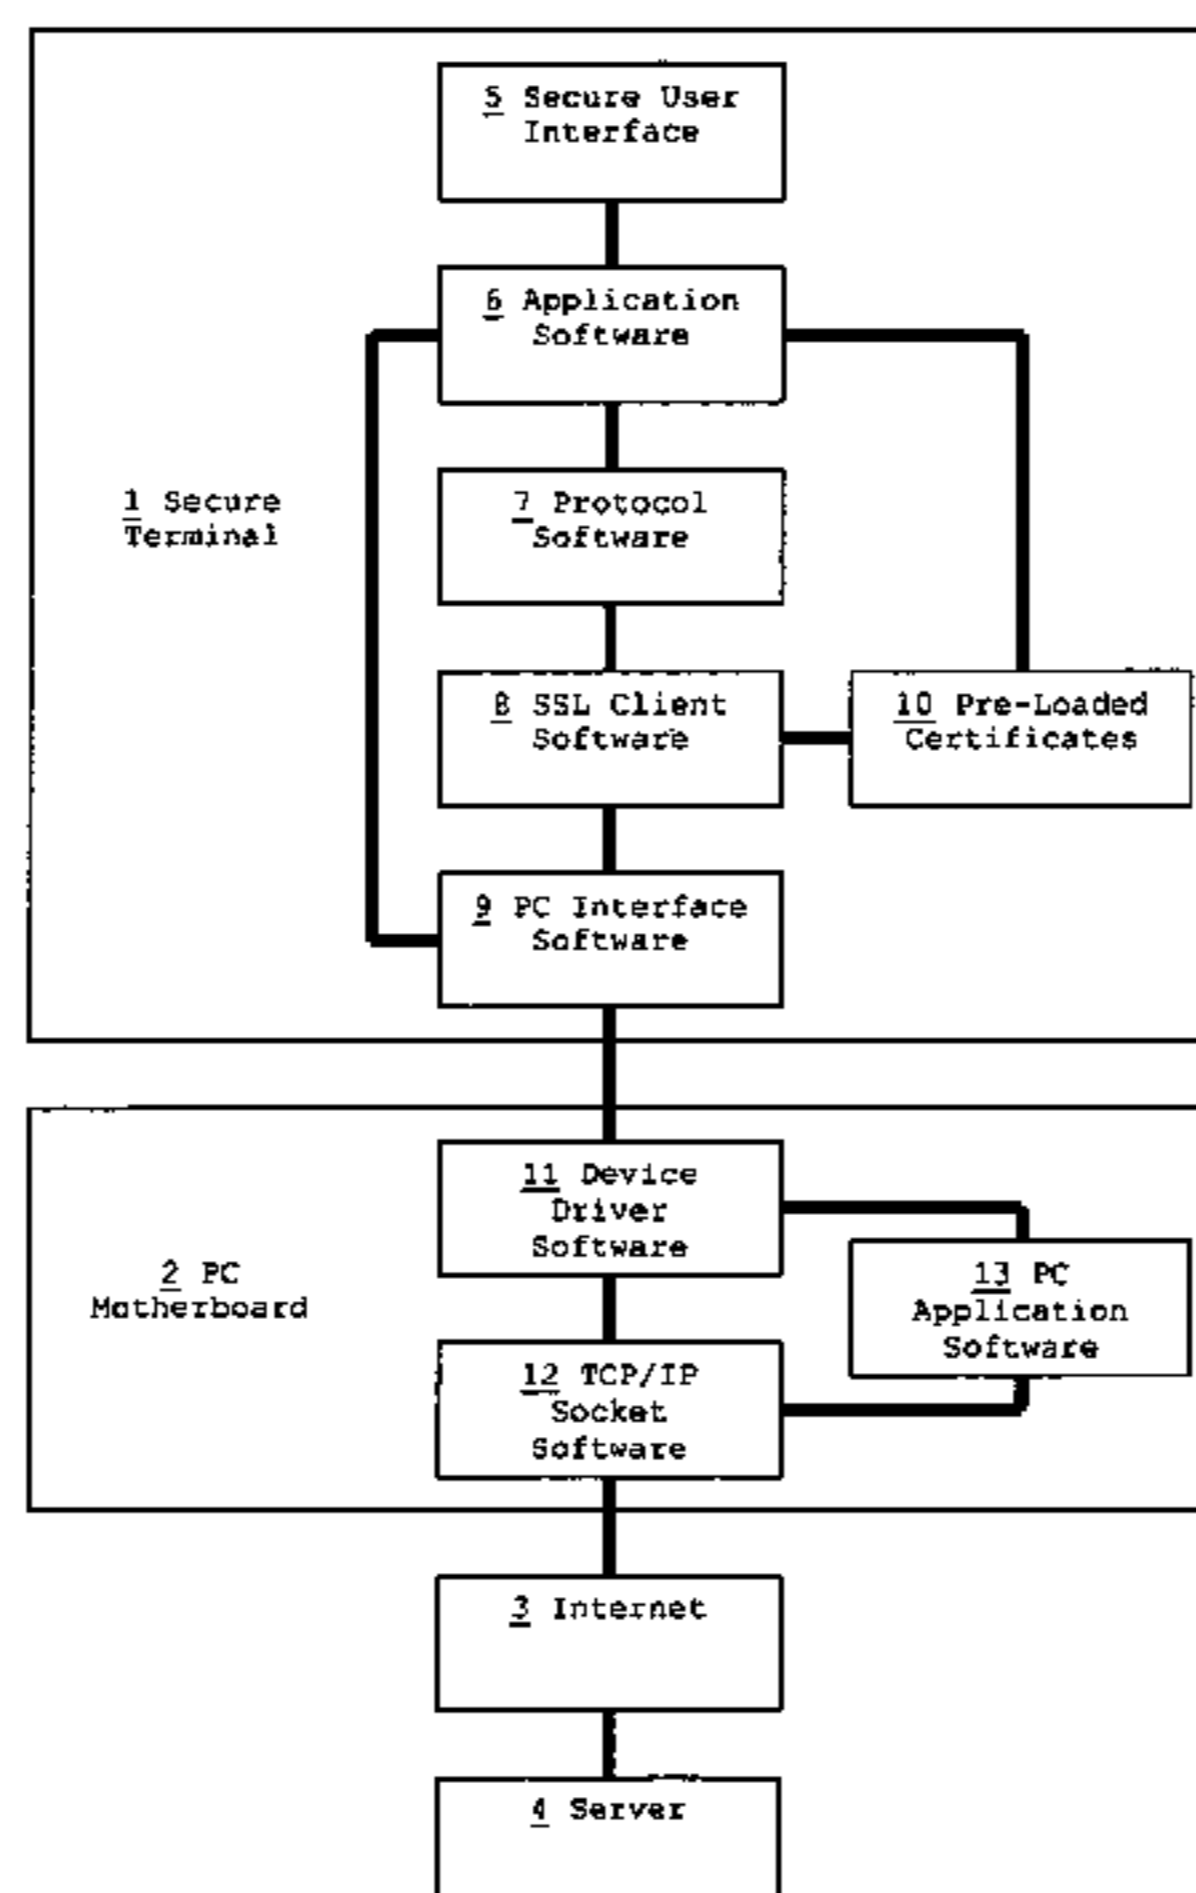 5 Secure User
Interface
6 Application
Software
7 Protocol
Software
1 Secure
Terminal
8 SSL Client
Software
10 Pre-Loaded
Certificates
9 PC Interface
Software
11 Device
Driver
Software
2 PC
Motherboard
13 PC
Application
Software
12 TCP/IP
Socket
Software
3 Internet
4 Server